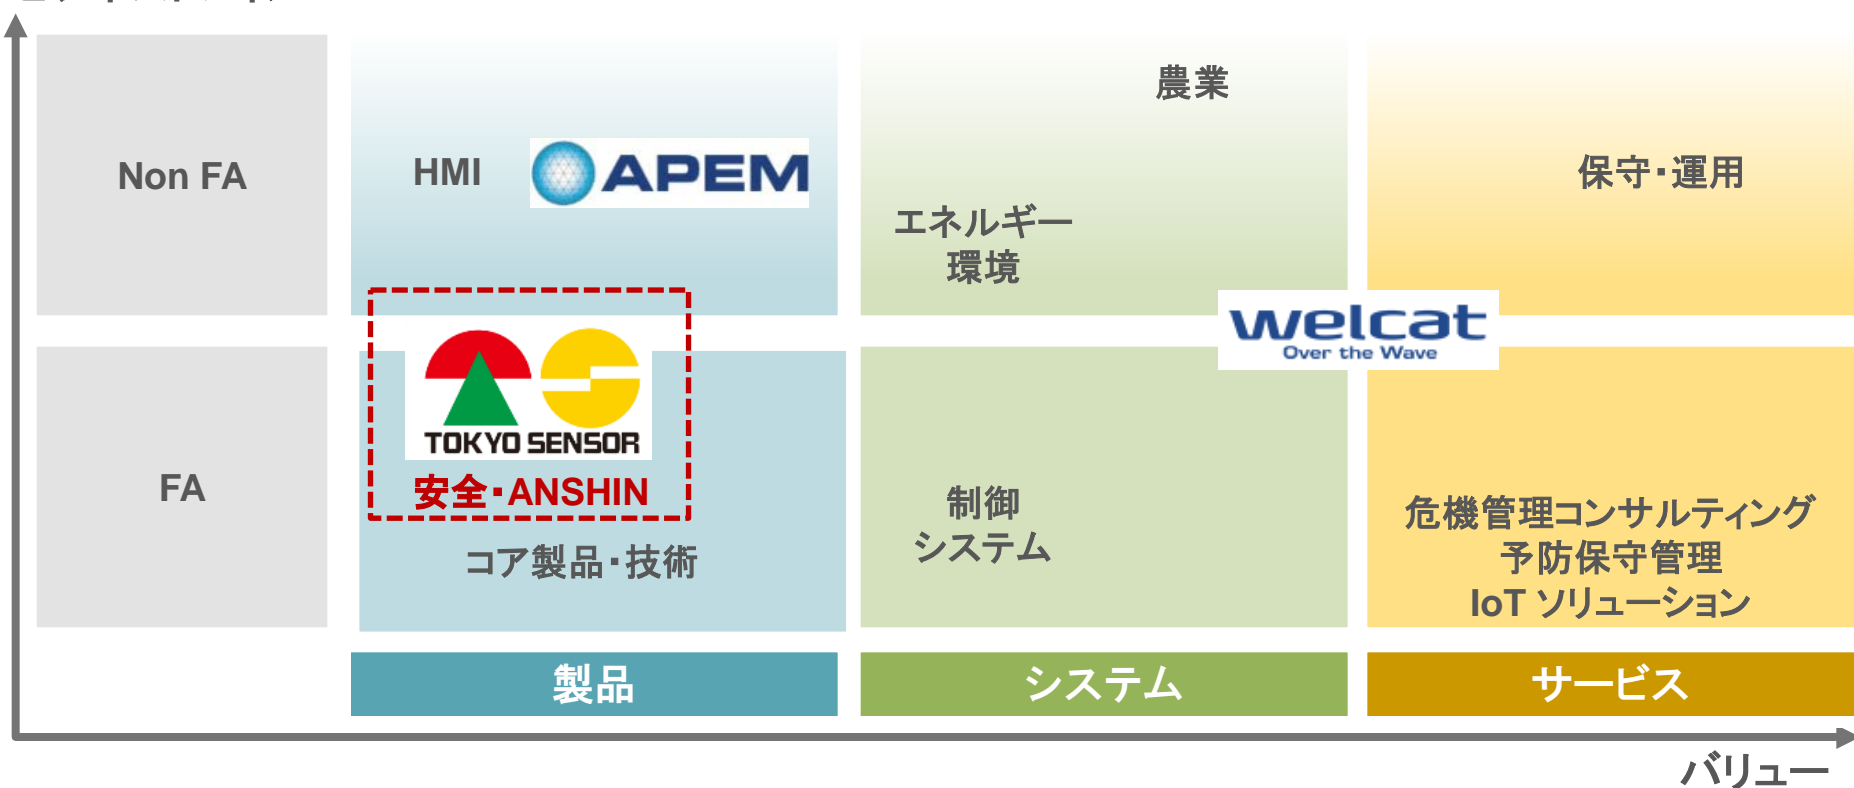 農業
Non FA
HMI
APEM
保守・運用
エネルギー
環境
welcat
Over the Wave
TOKYO SENSOR
FA
安全・ANSHIN
制御
システム
コア製品・技術
危機管理コンサルティング
予防保守管理
IoT ソリューション
製品
システム
サービス
バリュー